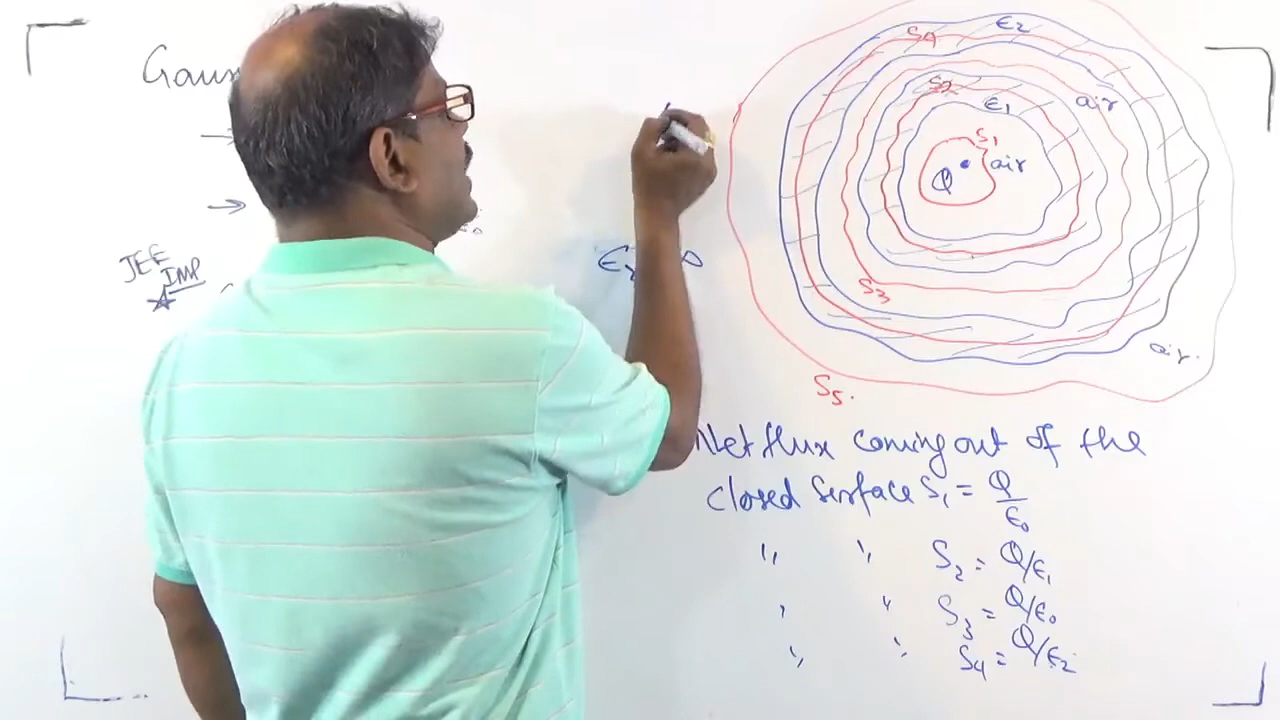 JEE
IMP
S4
ε2
S2
ε1
air
S1
Q
air
S3
air.
S5.
Net flux coming out of the
closed surface S1 = Q/ε0
〃 〃 S2 = Q/ε1
〃 〃 S3 = Q/ε0
〃 〃 S4 = Q/ε2